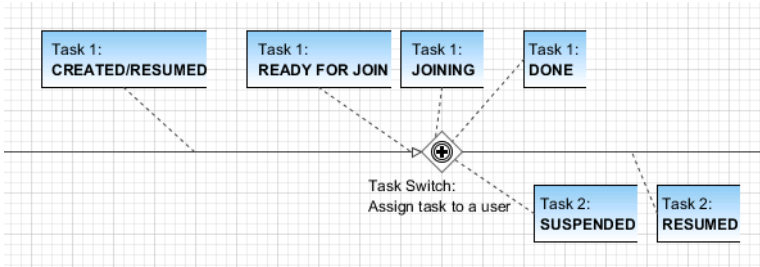 Task 1:
CREATED/RESUMED
Task 1:
READY FOR JOIN
Task 1:
JOINING
Task 1:
DONE
Task Switch:
Assign task to a user
Task 2:
SUSPENDED
Task 2:
RESUMED